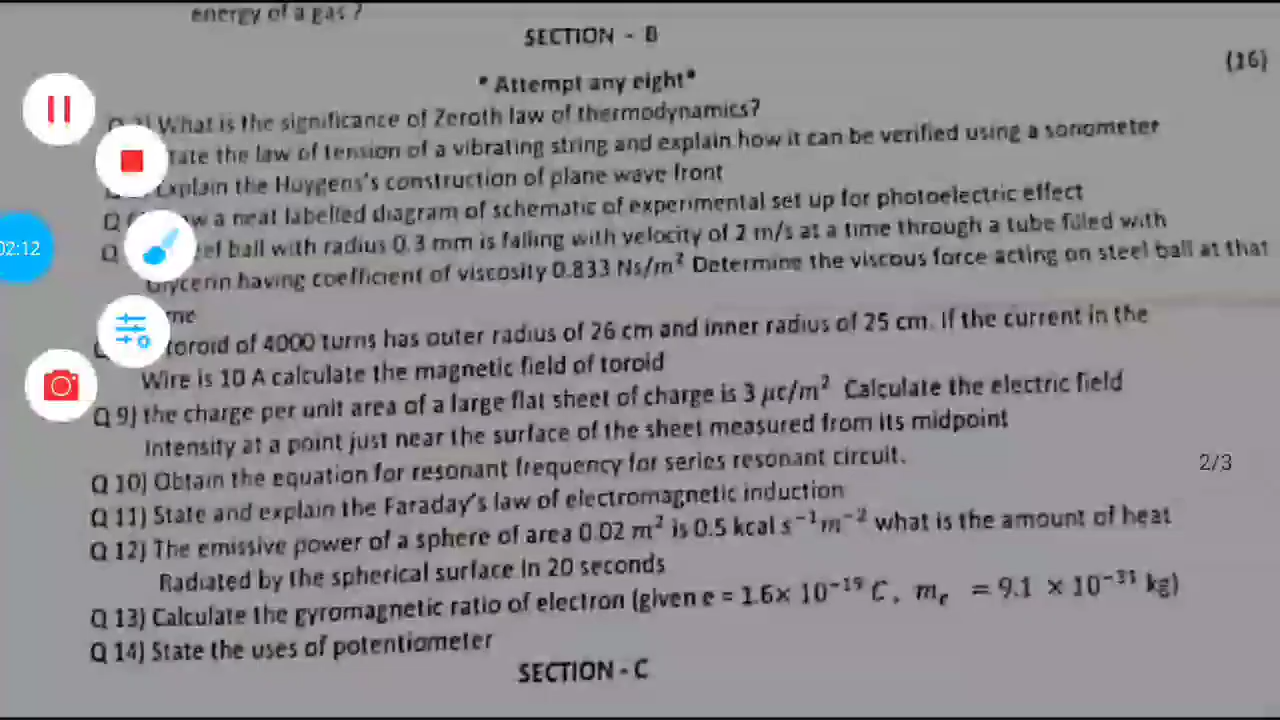 energy of a gas ?
SECTION - B
(16)
* Attempt any eight*
What is the significance of Zeroth law of thermodynamics?
tate the law of tension of a vibrating string and explain how it can be verified using a sonometer
Explain the Huygens's construction of plane wave front
Q w a neat labelled diagram of schematic of experimental set up for photoelectric effect
Q eel ball with radius 0.3 mm is falling with velocity of 2 m/s at a time through a tube filled with
Glycerin having coefficient of viscosity 0.833 Ns/m² Determine the viscous force acting on steel ball at that
me
toroid of 4000 turns has outer radius of 26 cm and inner radius of 25 cm. If the current in the
Wire is 10 A calculate the magnetic field of toroid
Q 9) the charge per unit area of a large flat sheet of charge is 3 μc/m² Calculate the electric field
Intensity at a point just near the surface of the sheet measured from its midpoint
Q 10) Obtain the equation for resonant frequency for series resonant circuit.
2/3
Q 11) State and explain the Faraday's law of electromagnetic induction
Q 12) The emissive power of a sphere of area 0.02 m² is 0.5 kcal s⁻¹m⁻² what is the amount of heat
Radiated by the spherical surface in 20 seconds
Q 13) Calculate the gyromagnetic ratio of electron (given e = 1.6× 10⁻¹⁹ C, mₑ = 9.1 × 10⁻³¹ kg)
Q 14) State the uses of potentiometer
SECTION - C
02:12